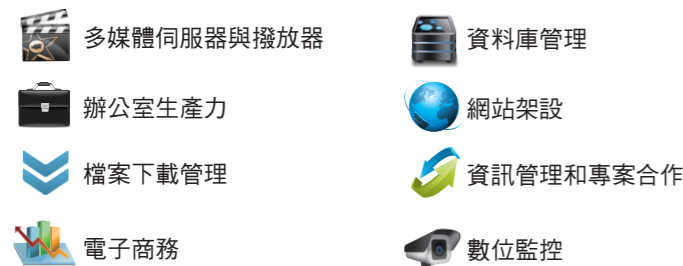 多媒體伺服器與撥放器
資料庫管理
辦公室生產力
網站架設
檔案下載管理
資訊管理和專案合作
電子商務
數位監控